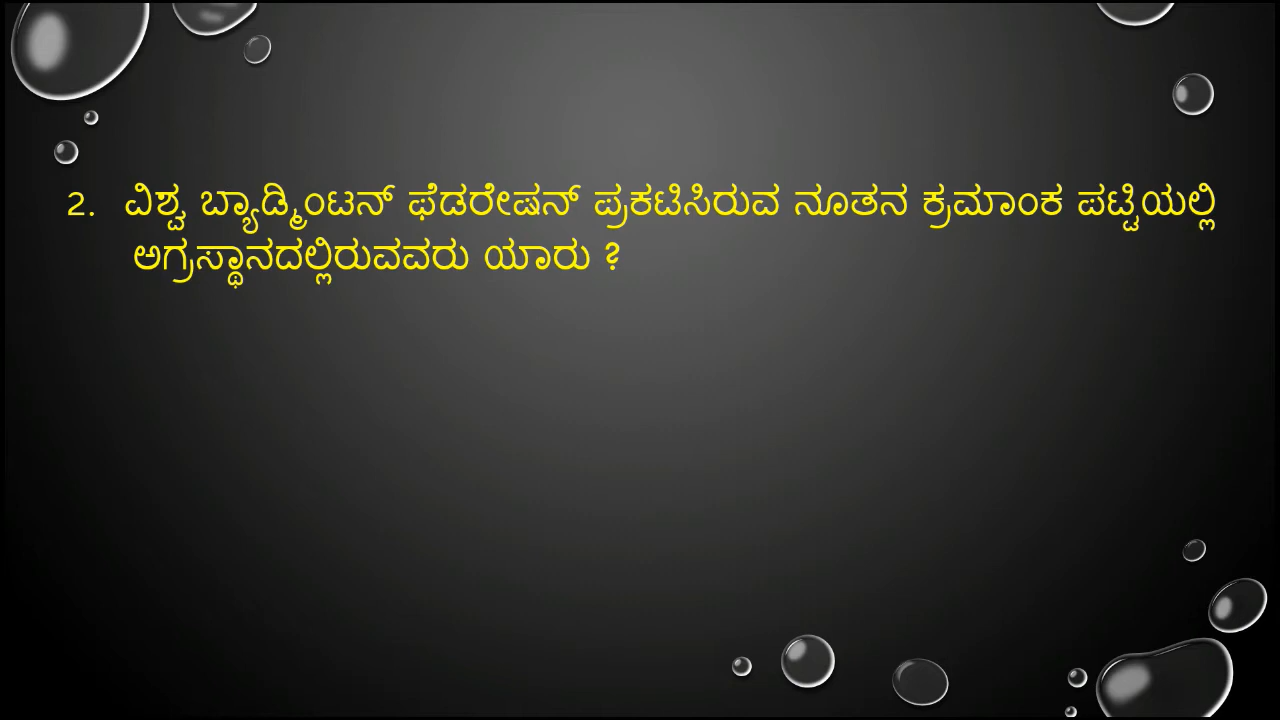 2. ವಿಶ್ವ ಬ್ಯಾಡ್ಮಿಂಟನ್ ಫೆಡರೇಷನ್ ಪ್ರಕಟಿಸಿರುವ ನೂತನ ಕ್ರಮಾಂಕ ಪಟ್ಟಿಯಲ್ಲಿ
ಅಗ್ರಸ್ಥಾನದಲ್ಲಿರುವವರು ಯಾರು ?